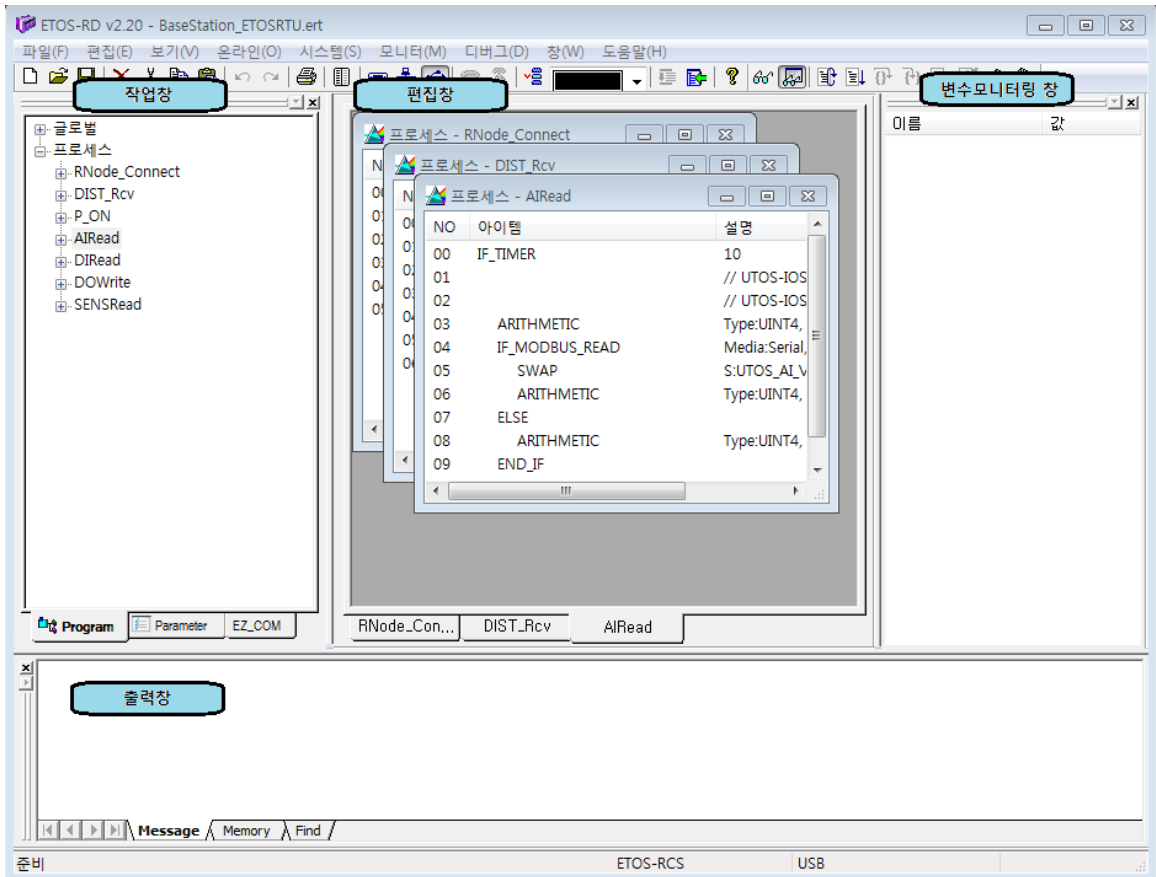 ETOS-RD v2.20 - BaseStation_ETOSRTU.ert
파일(F) 편집(E) 보기(V) 온라인(O) 시스템(S) 모니터(M) 디버그(D) 창(W) 도움말(H)
작업창
편집창
변수모니터링 창
글로벌
프로세스
RNode_Connect
DIST_Rcv
P_ON
AIRead
DIRead
DOWrite
SENSRead
Program Parameter EZ_COM
프로세스 - RNode_Connect
프로세스 - DIST_Rcv
프로세스 - AIRead
NO 아이템 설명
00 IF_TIMER 10
01 // UTOS-IOS
02 // UTOS-IOS
03 ARITHMETIC Type:UINT4,
04 IF_MODBUS_READ Media:Serial,
05 SWAP S:UTOS_AI_V
06 ARITHMETIC Type:UINT4,
07 ELSE
08 ARITHMETIC Type:UINT4,
09 END_IF
RNode_Con... DIST_Rcv AIRead
이름 값
출력창
Message Memory Find
준비 ETOS-RCS USB